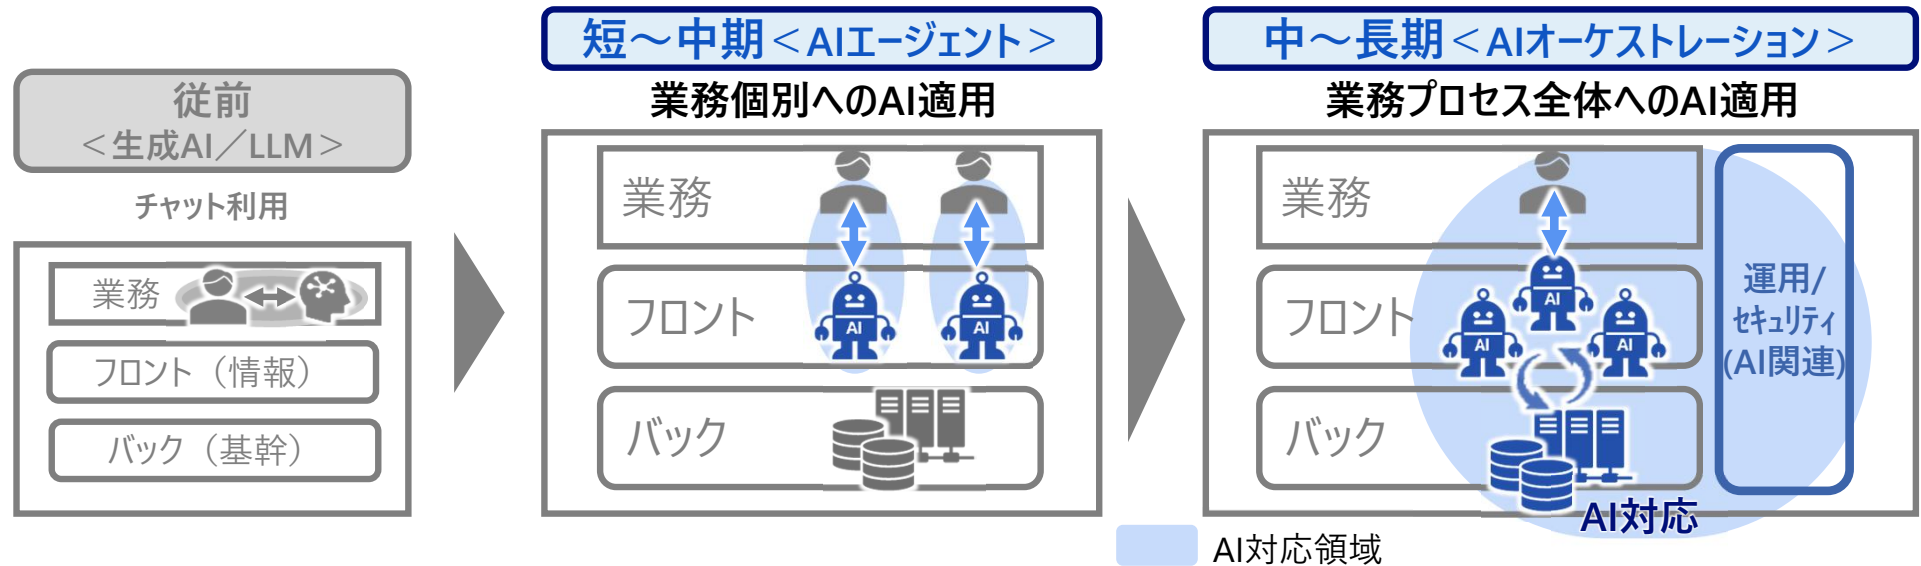 従前
＜生成AI／LLM＞
チャット利用
業務
フロント（情報）
バック（基幹）
短～中期＜AIエージェント＞
業務個別へのAI適用
業務
フロント
AI
AI
バック
中～長期＜AIオーケストレーション＞
業務プロセス全体へのAI適用
業務
フロント
AI
AI
AI
バック
AI対応
運用/
セキュリティ
(AI関連)
AI対応領域